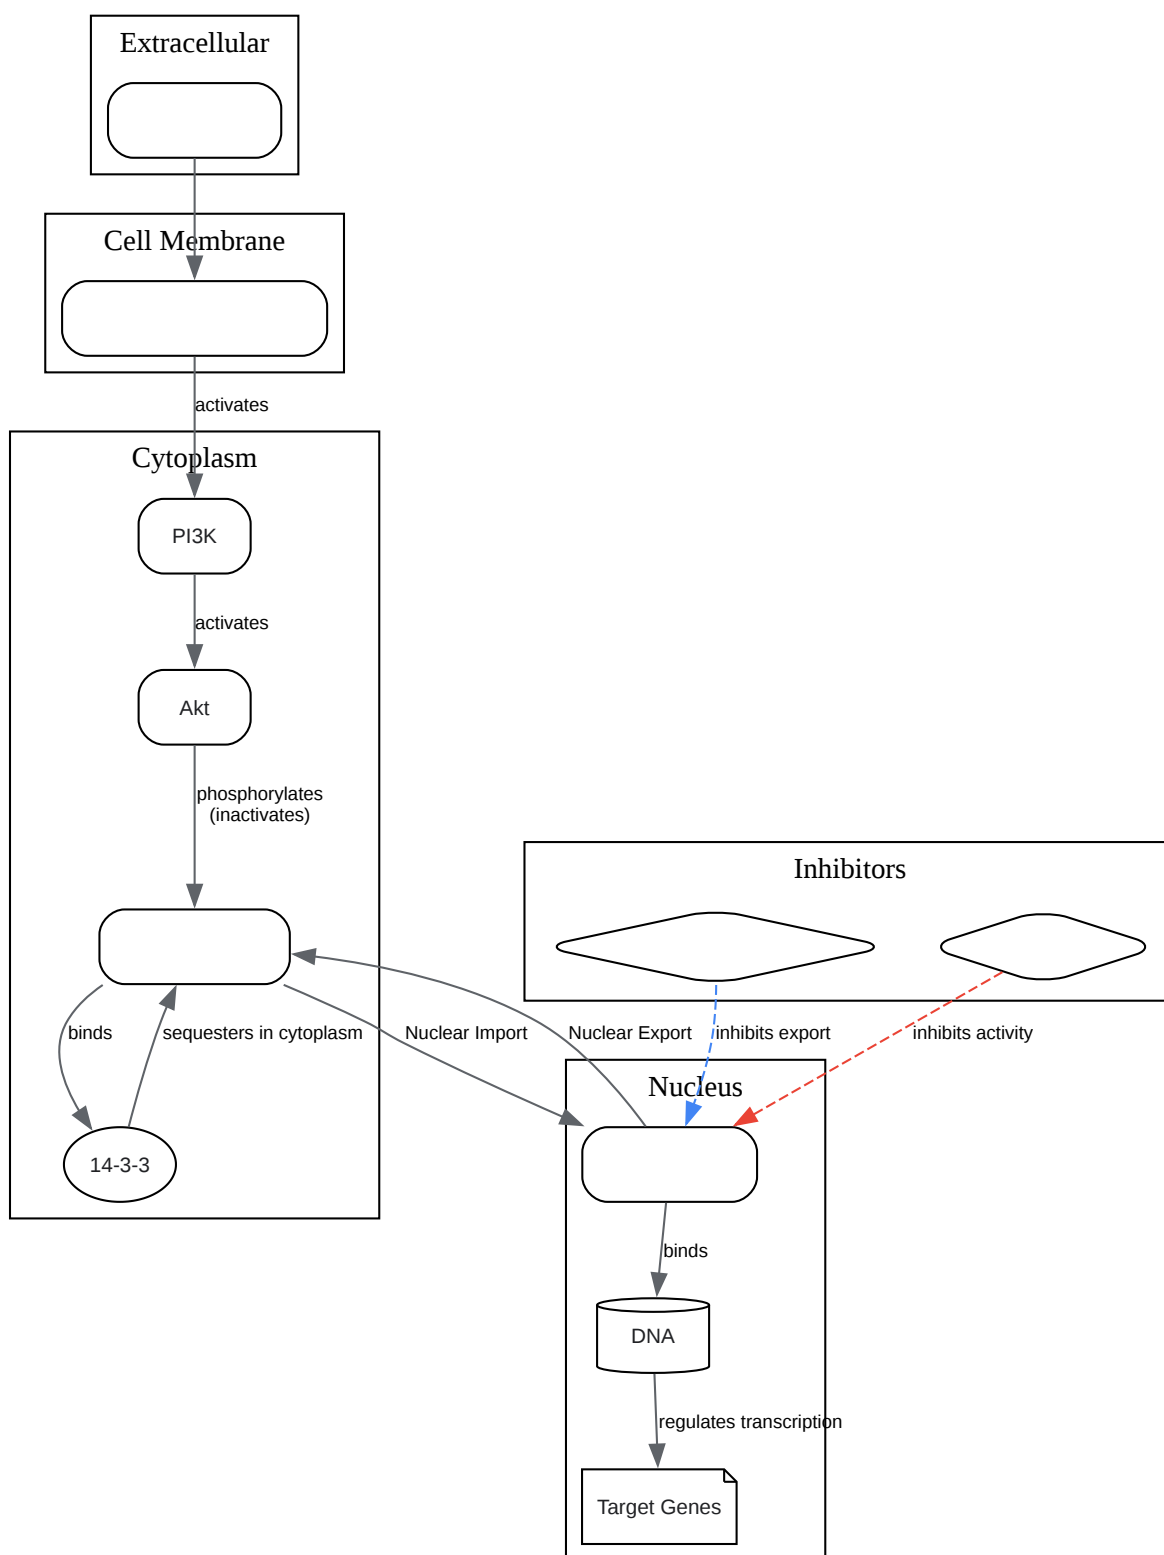 Extracellular
Cell Membrane
activates
Cytoplasm
PI3K
activates
Akt
phosphorylates
(inactivates)
Inhibitors
binds
sequesters in cytoplasm
Nuclear Import
Nuclear Export
inhibits export
inhibits activity
Nucleus
14-3-3
binds
DNA
regulates transcription
Target Genes